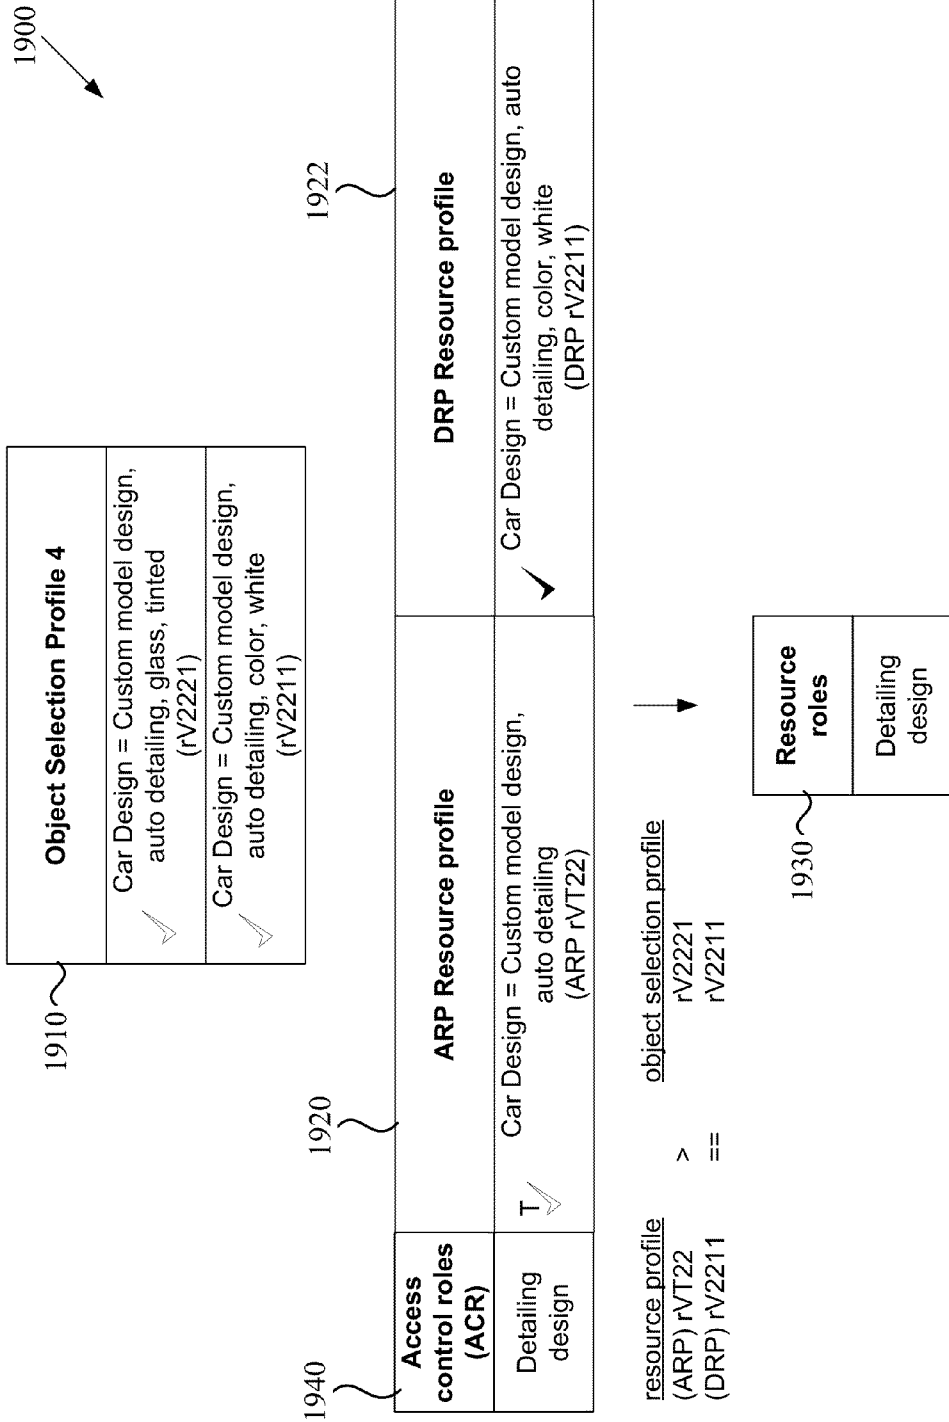 1900
Object Selection Profile 4
Car Design = Custom model design,
auto detailing, glass, tinted
(rV2221)
Car Design = Custom model design,
auto detailing, color, white
(rV2211)
1910
1940
1920
1922
Access
control roles
(ACR)
ARP Resource profile
DRP Resource profile
Detailing
design
T
Car Design = Custom model design,
auto detailing
(ARP rVT22)
Car Design = Custom model design, auto
detailing, color, white
(DRP rV2211)
resource profile object selection profile
(ARP) rVT22 > rV2221
(DRP) rV2211 == rV2211
1930
Resource
roles
Detailing
design